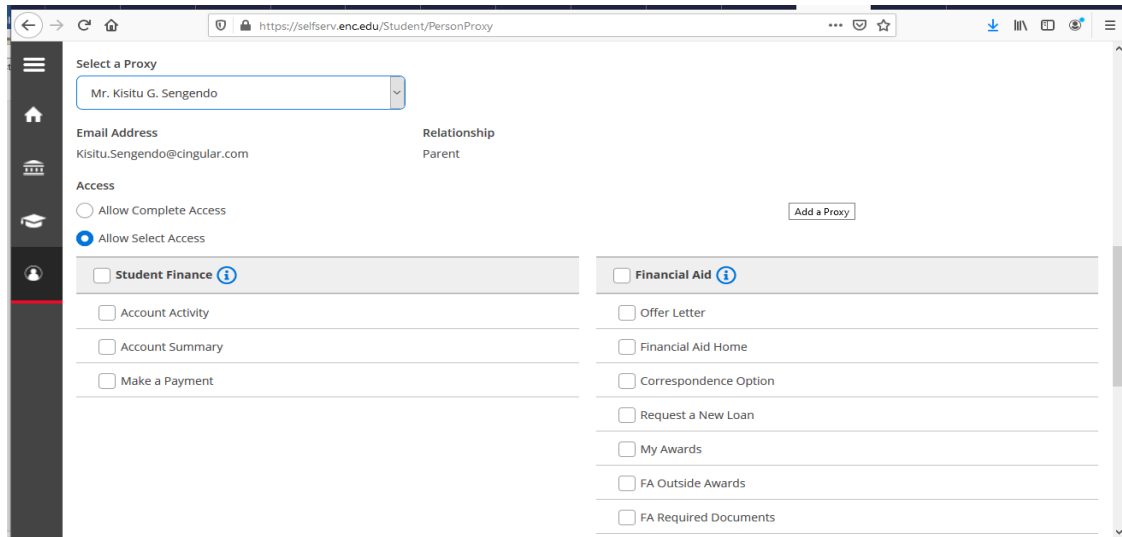 https://selfserv.enc.edu/Student/PersonProxy
Select a Proxy
Mr. Kisitu G. Sengendo
Email Address
Relationship
Kisitu.Sengendo@cingular.com
Parent
Access
Allow Complete Access
Add a Proxy
Allow Select Access
Student Finance
Account Activity
Account Summary
Make a Payment
Financial Aid
Offer Letter
Financial Aid Home
Correspondence Option
Request a New Loan
My Awards
FA Outside Awards
FA Required Documents